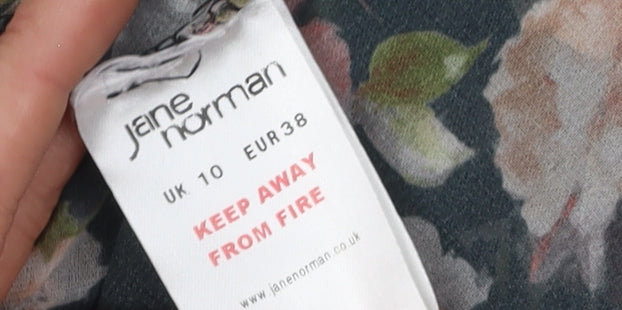 jane
norman
UK 10 EUR 38
KEEP AWAY
FROM FIRE
www.janenorman.co.uk